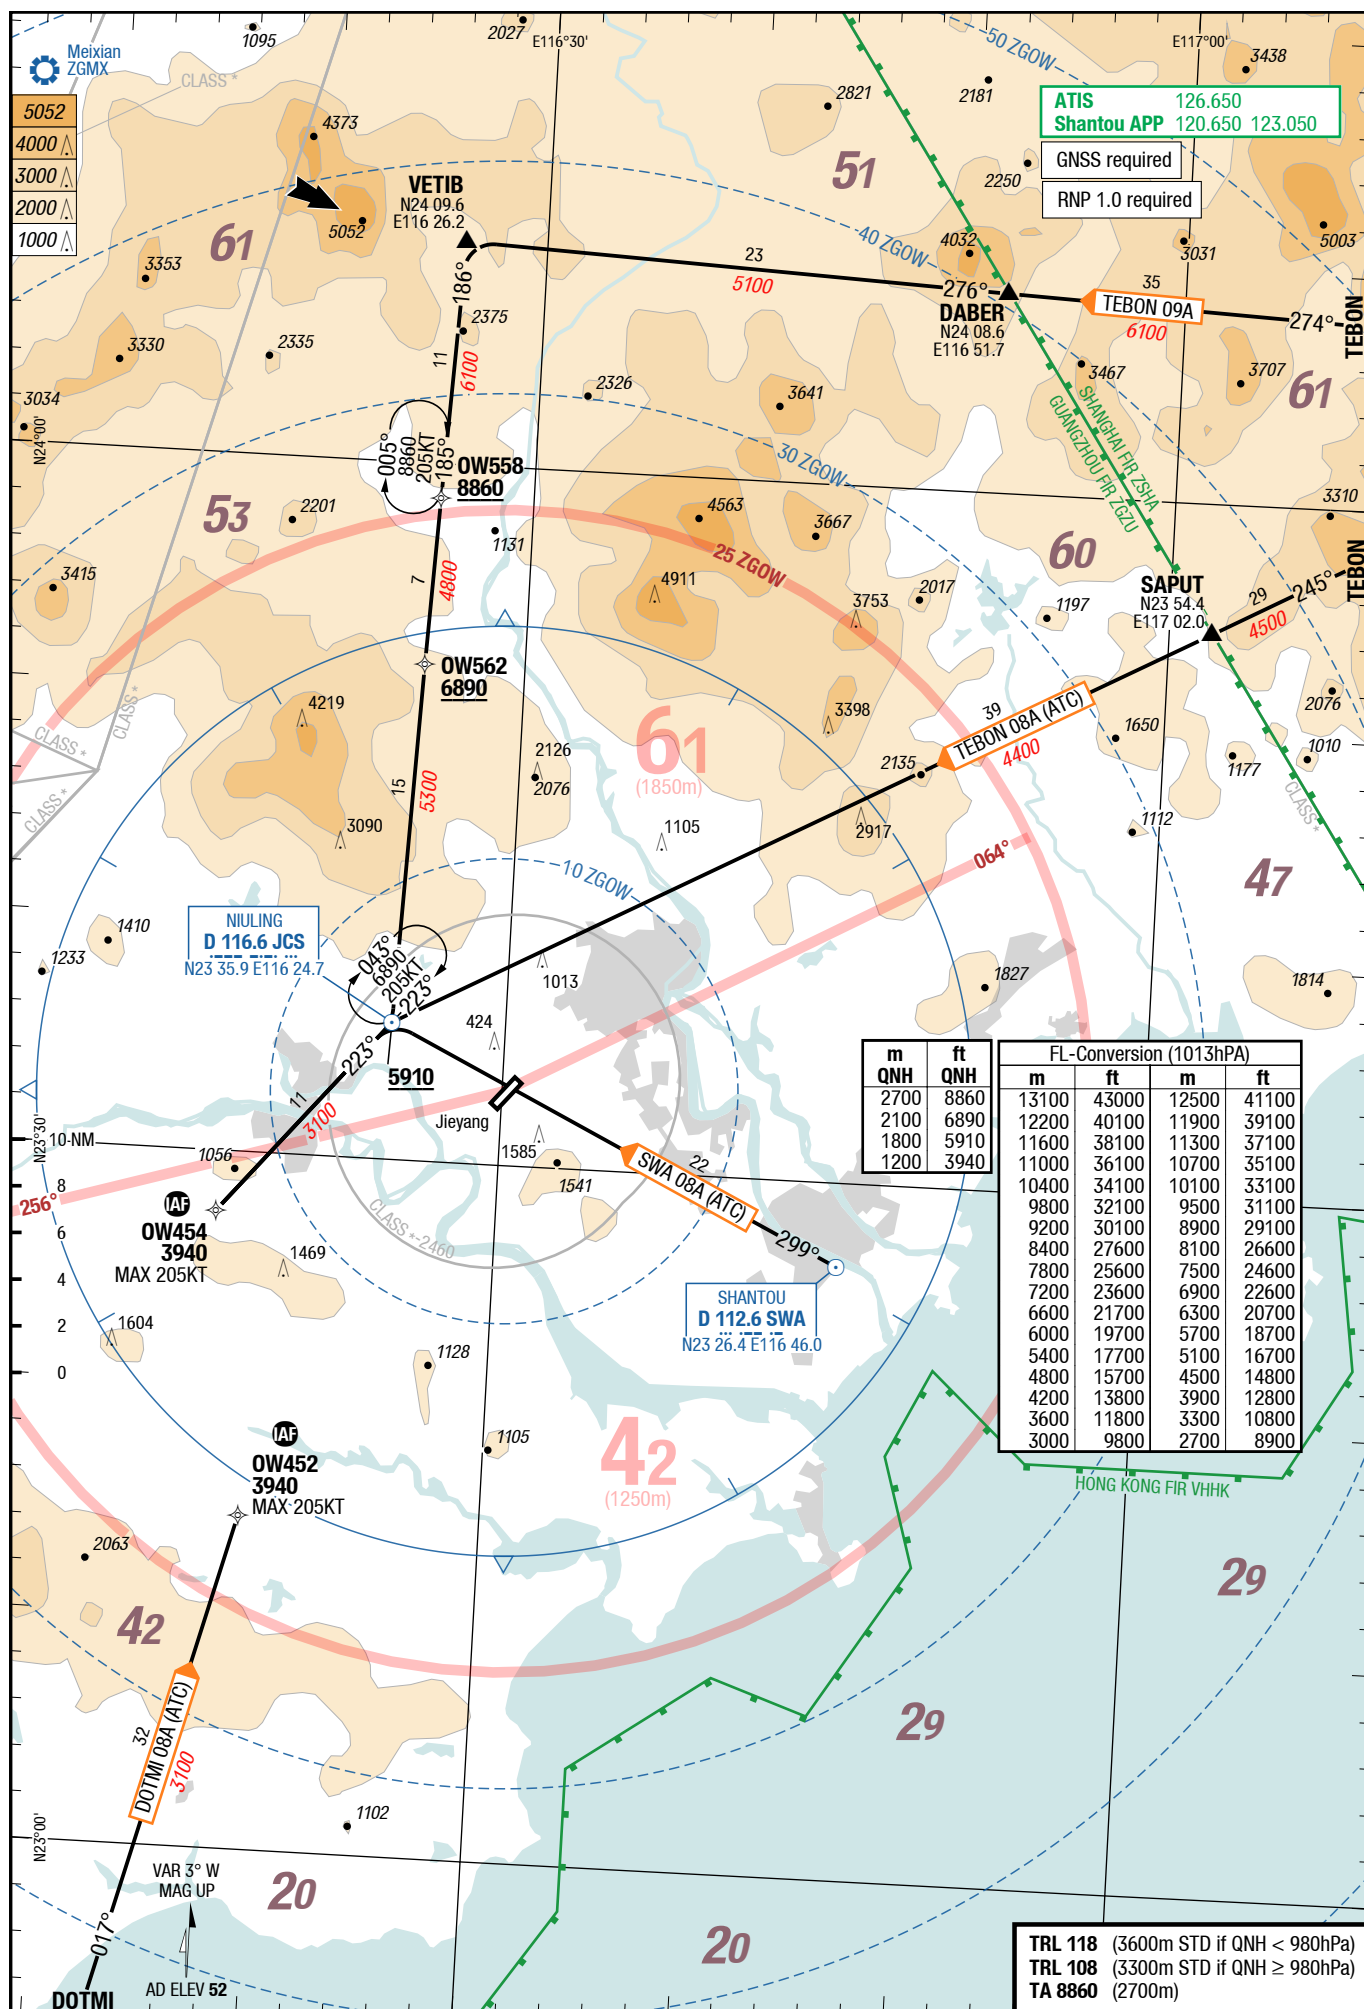 2027
E116°30'
50 ZGOW
E117°00'
3438
1095
Meixian
ZGMX
CLASS *
2821
2181
ATIS 126.650
Shantou APP 120.650 123.050
5052
4000
3000
2000
1000
4373
51
GNSS required
2250
RNP 1.0 required
VETIB
N24 09.6
E116 26.2
5052
61
40 ZGOW
4032
3031
5003
3353
186°
23
5100
276°
DABER
N24 08.6
E116 51.7
35
TEBON 09A
6100
274°
TEBON
2375
11
6100
3330
2335
2326
3641
3467
3707
61
3034
N24°00'
005°
8860
205KT
185°
OW558
8860
30 ZGOW
SHANGHAI FIR ZSHA
GUANGZHOU FIR ZGZU
53
2201
1131
4563
3667
3310
25 ZGOW
60
3415
7
4800
4911
3753
2017
1197
SAPUT
N23 54.4
E117 02.0
29
4500
245°
TEBON
OW562
6890
4219
CLASS *
CLASS *
CLASS *
3398
39
TEBON 08A (ATC)
4400
1650
2076
61
(1850m)
2126
2076
2135
1177
1010
CLASS *
15
5300
3090
1105
2917
1112
10 ZGOW
064°
47
NIULING
D 116.6 JCS
N23 35.9 E116 24.7
1410
1233
043°
6890
205KT
223°
1013
1827
1814
424
223°
5910
11
3100
Jieyang
N23°30'
10 NM
8
6
4
2
0
1056
1585
1541
256°
IAF
OW454
3940
MAX 205KT
1469
CLASS *
2460
22
SWA 08A (ATC)
299°
SHANTOU
D 112.6 SWA
N23 26.4 E116 46.0
m ft
QNH QNH
2700 8860
2100 6890
1800 5910
1200 3940
FL-Conversion (1013hPA)
m ft m ft
13100 43000 12500 41100
12200 40100 11900 39100
11600 38100 11300 37100
11000 36100 10700 35100
10400 34100 10100 33100
9800 32100 9500 31100
9200 30100 8900 29100
8400 27600 8100 26600
7800 25600 7500 24600
7200 23600 6900 22600
6600 21700 6300 20700
6000 19700 5700 18700
5400 17700 5100 16700
4800 15700 4500 14800
4200 13800 3900 12800
3600 11800 3300 10800
3000 9800 2700 8900
1604
1128
1105
IAF
OW452
3940
MAX 205KT
42
(1250m)
HONG KONG FIR VHHK
2063
42
29
29
32
DOTMI 08A (ATC)
3100
1102
N23°00'
VAR 3° W
MAG UP
20
20
017°
AD ELEV 52
DOTMI
TRL 118 (3600m STD if QNH < 980hPa)
TRL 108 (3300m STD if QNH ≥ 980hPa)
TA 8860 (2700m)